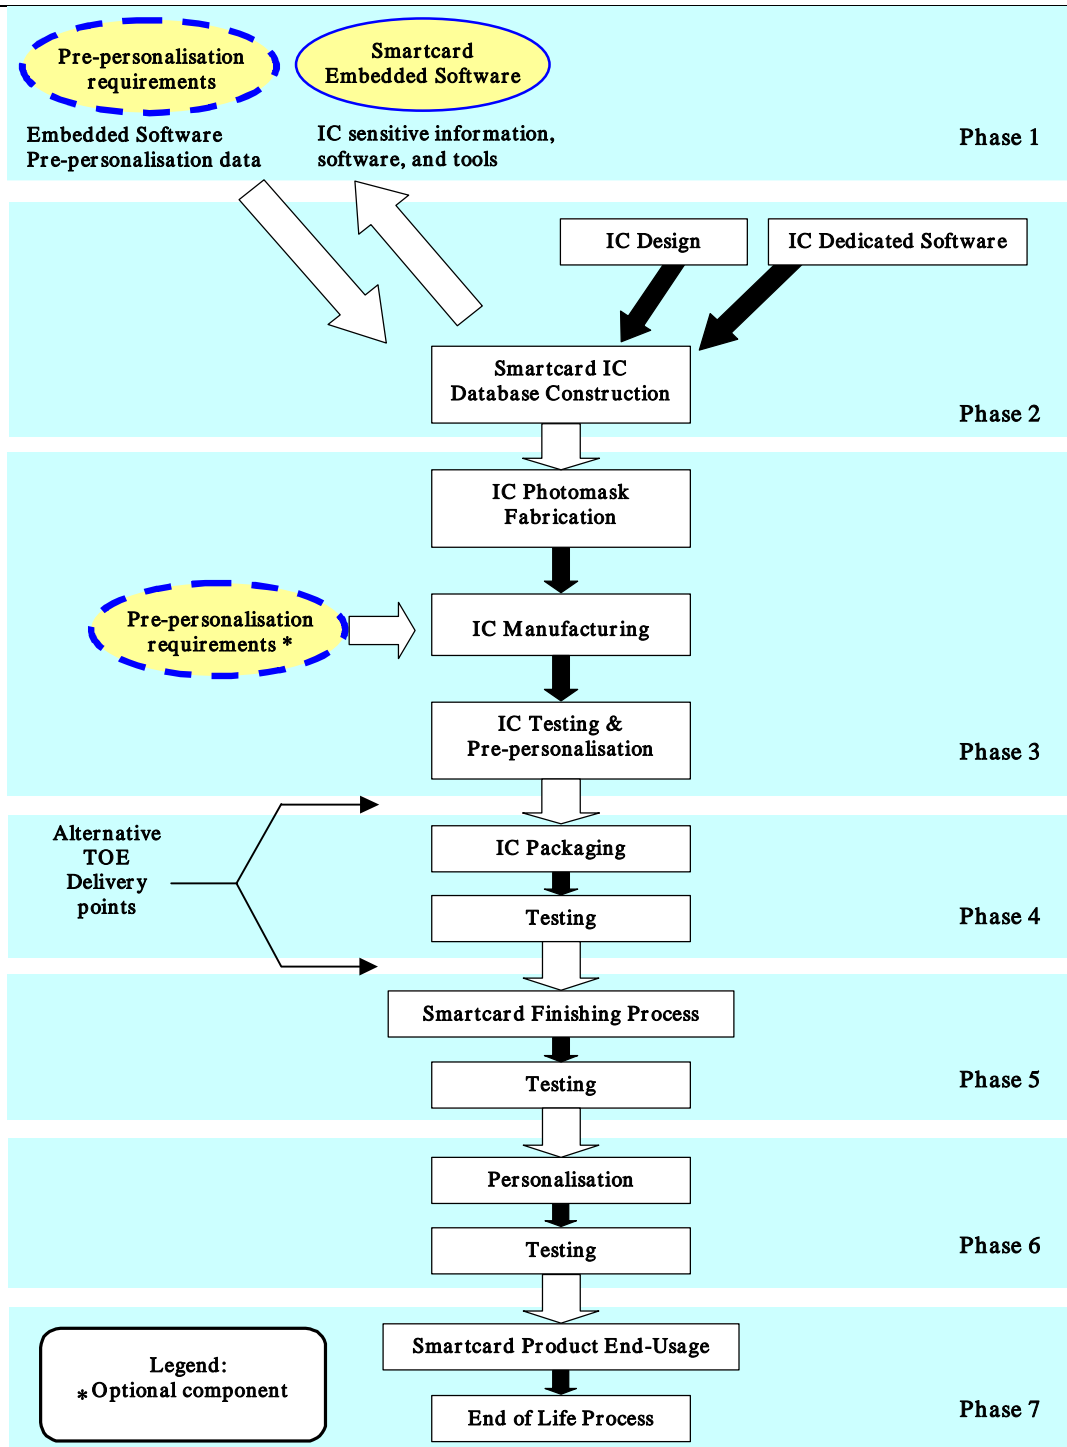 Pre-personalisation
requirements
Smartcard
Embedded Software
Embedded Software
Pre-personalisation data
IC sensitive information,
software, and tools
Phase 1
IC Design
IC Dedicated Software
Smartcard IC
Database Construction
Phase 2
IC Photomask
Fabrication
Pre-personalisation
requirements *
IC Manufacturing
IC Testing &
Pre-personalisation
Phase 3
Alternative
TOE
Delivery
points
IC Packaging
Testing
Phase 4
Smartcard Finishing Process
Testing
Phase 5
Personalisation
Testing
Phase 6
Smartcard Product End-Usage
Legend:
* Optional component
End of Life Process
Phase 7